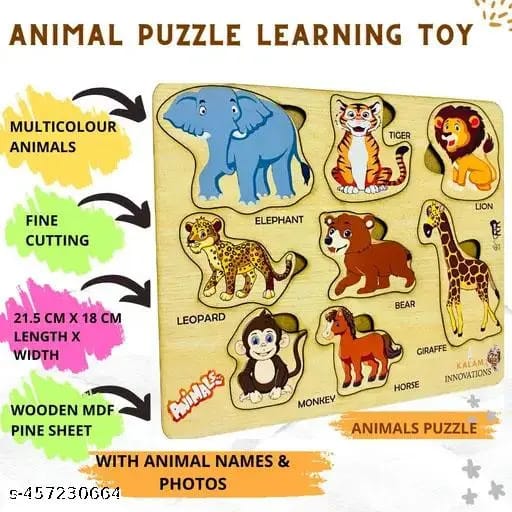 ANIMAL PUZZLE LEARNING TOY
MULTICOLOUR
ANIMALS
FINE
CUTTING
21.5 CM X 18 CM
LENGTH X
WIDTH
WOODEN MDF
PINE SHEET
ELEPHANT
TIGER
LION
LEOPARD
BEAR
GIRAFFE
MONKEY
HORSE
ANIMALS
KALAM
INNOVATIONS
ANIMALS PUZZLE
WITH ANIMAL NAMES &
PHOTOS
s-457230664